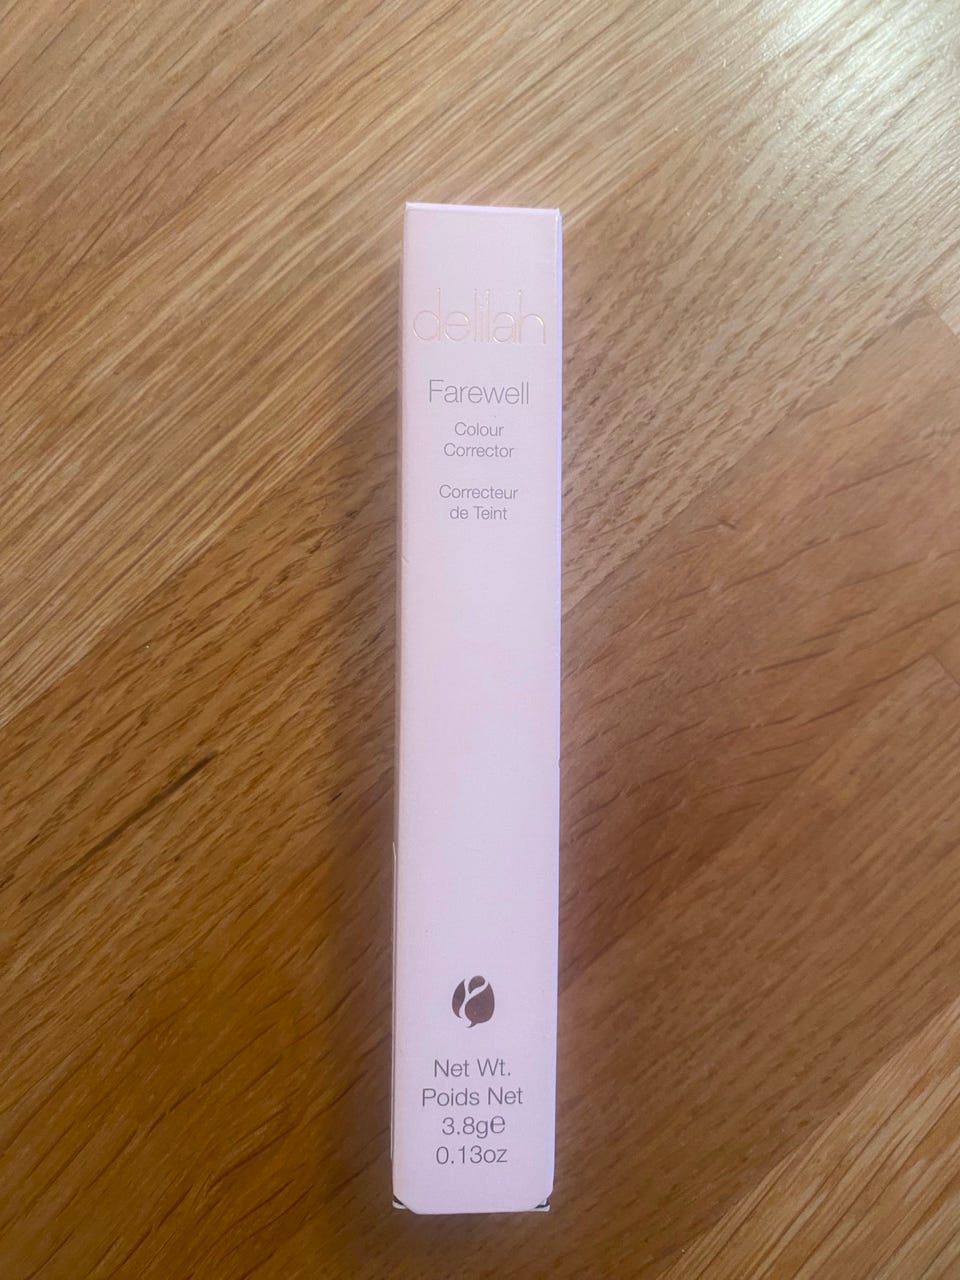 delilah
Farewell
Colour
Corrector
Correcteur
de Teint
Net Wt.
Poids Net
3.8g℮
0.13oz